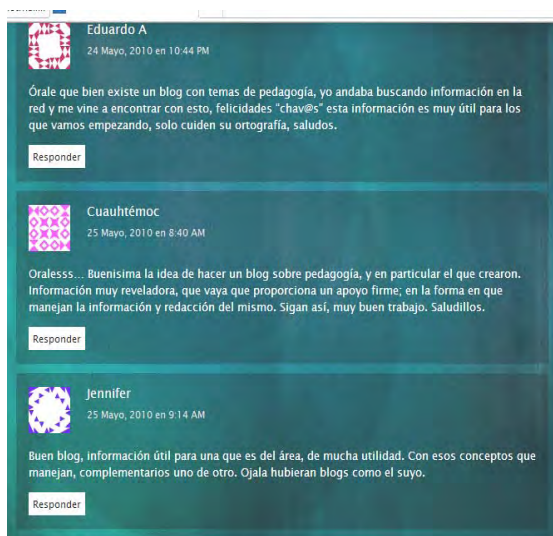 Eduardo A
24 Mayo, 2010 en 10:44 PM
Órale que bien existe un blog con temas de pedagogía, yo andaba buscando información en la
red y me vine a encontrar con esto, felicidades "chav@s" esta información es muy útil para los
que vamos empezando, solo cuiden su ortografía, saludos.
Responder
Cuauhtémoc
25 Mayo, 2010 en 8:40 AM
Oralesss... Buenisima la idea de hacer un blog sobre pedagogía, y en particular el que crearon.
Información muy reveladora, que vaya que proporciona un apoyo firme; en la forma en que
manejan la información y redacción del mismo. Sigan así, muy buen trabajo. Saludillos.
Responder
Jennifer
25 Mayo, 2010 en 9:14 AM
Buen blog, información útil para una que es del área, de mucha utilidad. Con esos conceptos que
manejan, complementarios uno de otro. Ojala hubieran blogs como el suyo.
Responder